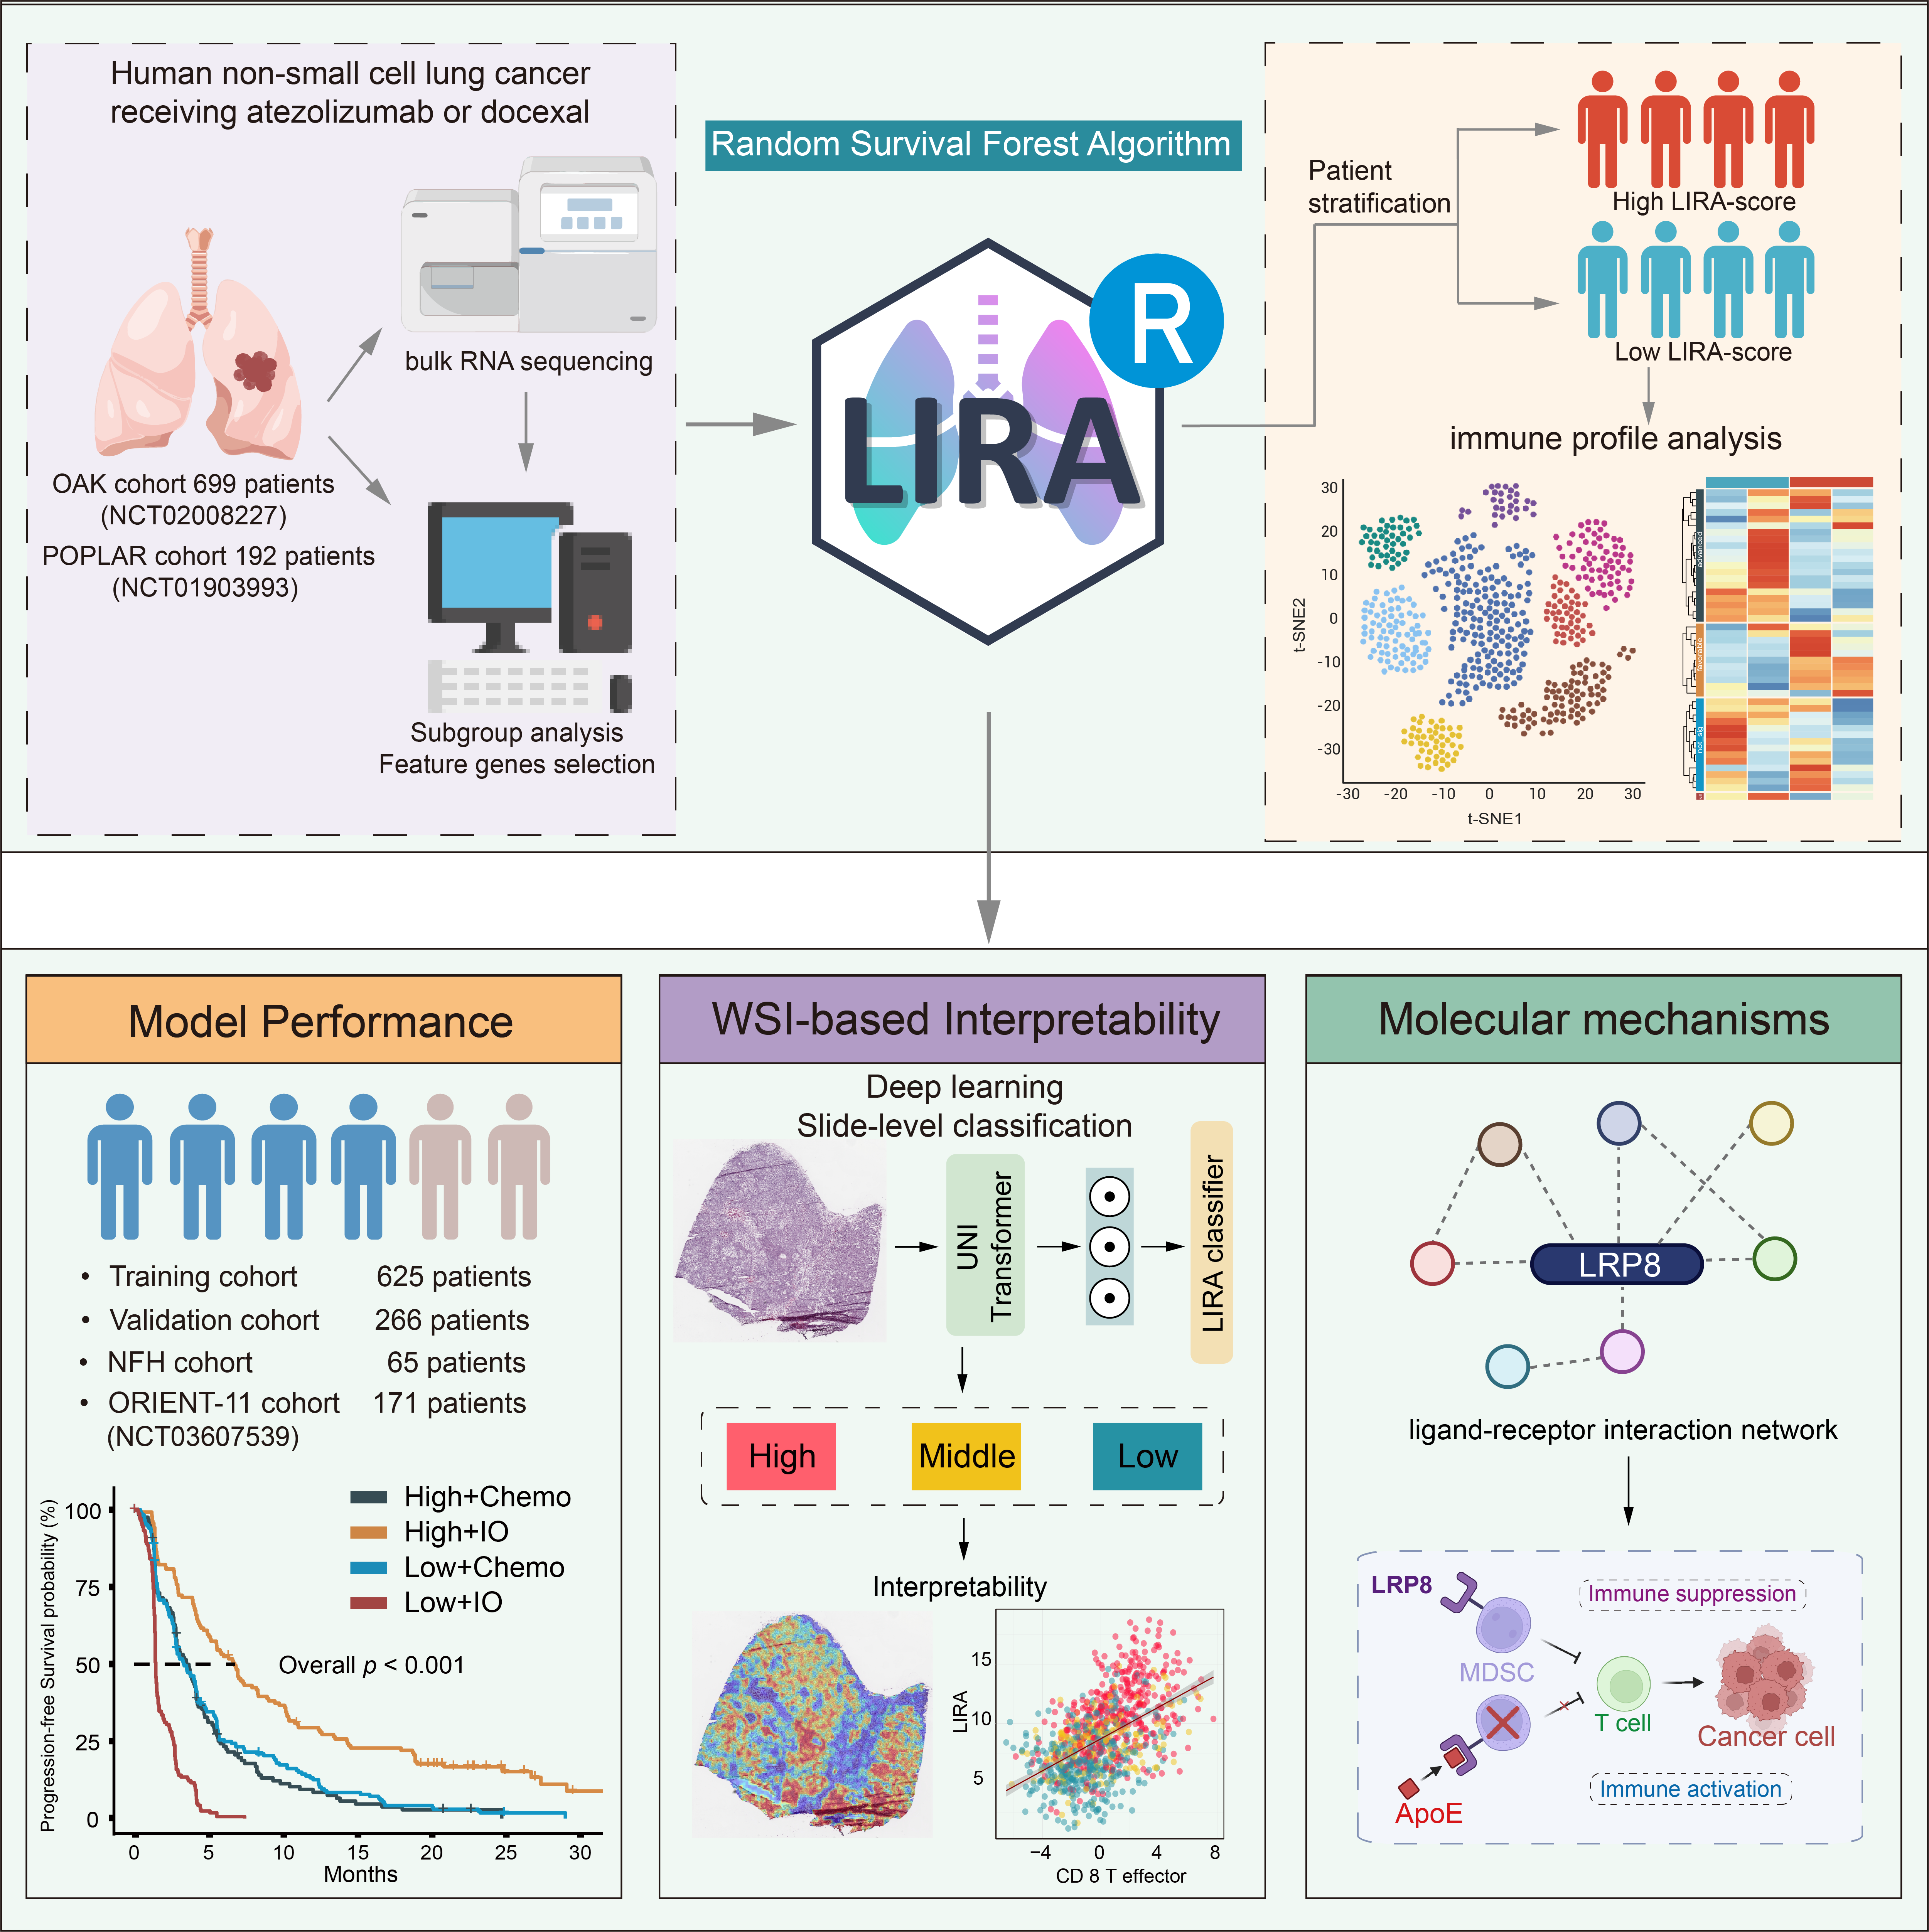 Human non-small cell lung cancer
receiving atezolizumab or docexal
bulk RNA sequencing
OAK cohort 699 patients
(NCT02008227)
POPLAR cohort 192 patients
(NCT01903993)
Subgroup analysis
Feature genes selection
Random Survival Forest Algorithm
R
LIRA
Patient
stratification
High LIRA-score
Low LIRA-score
immune profile analysis
t-SNE2
30
20
10
0
-10
-20
-30
-30 -20 -10 0 10 20 30
t-SNE1
advanced
favorable
not_sig
Model Performance
• Training cohort 625 patients
• Validation cohort 266 patients
• NFH cohort 65 patients
• ORIENT-11 cohort 171 patients
(NCT03607539)
Progression-free Survival probability (%)
100
75
50
25
0
High+Chemo
High+IO
Low+Chemo
Low+IO
Overall p < 0.001
0 5 10 15 20 25 30
Months
WSI-based Interpretability
Deep learning
Slide-level classification
UNI
Transformer
LIRA classifier
High Middle Low
Interpretability
LIRA
15
10
5
−4 0 4 8
CD 8 T effector
Molecular mechanisms
LRP8
ligand-receptor interaction network
LRP8
Immune suppression
MDSC
T cell
Cancer cell
Immune activation
ApoE